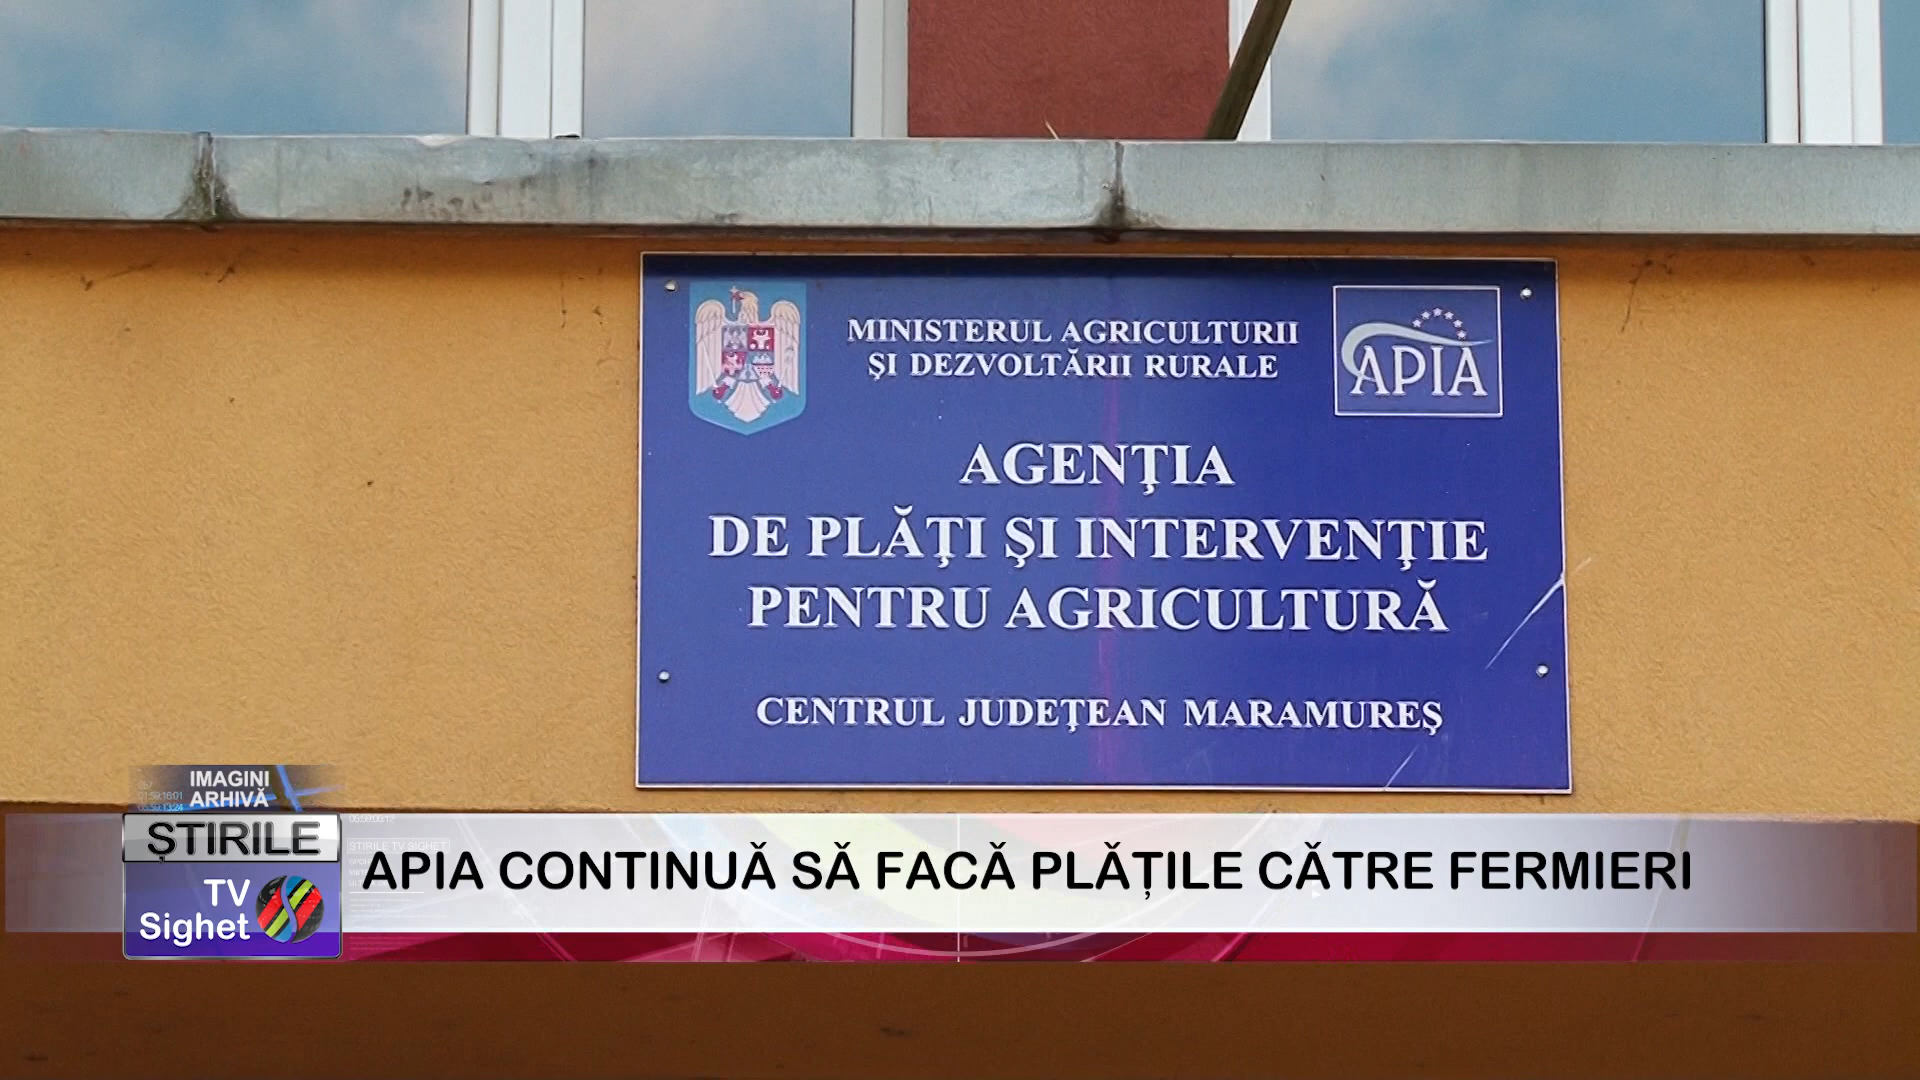 MINISTERUL AGRICULTURII
ŞI DEZVOLTĂRII RURALE
APIA
AGENŢIA
DE PLĂŢI ŞI INTERVENŢIE
PENTRU AGRICULTURĂ
CENTRUL JUDEŢEAN MARAMUREŞ
IMAGINI
ARHIVĂ
ȘTIRILE
TV
Sighet
APIA CONTINUĂ SĂ FACĂ PLĂȚILE CĂTRE FERMIERI